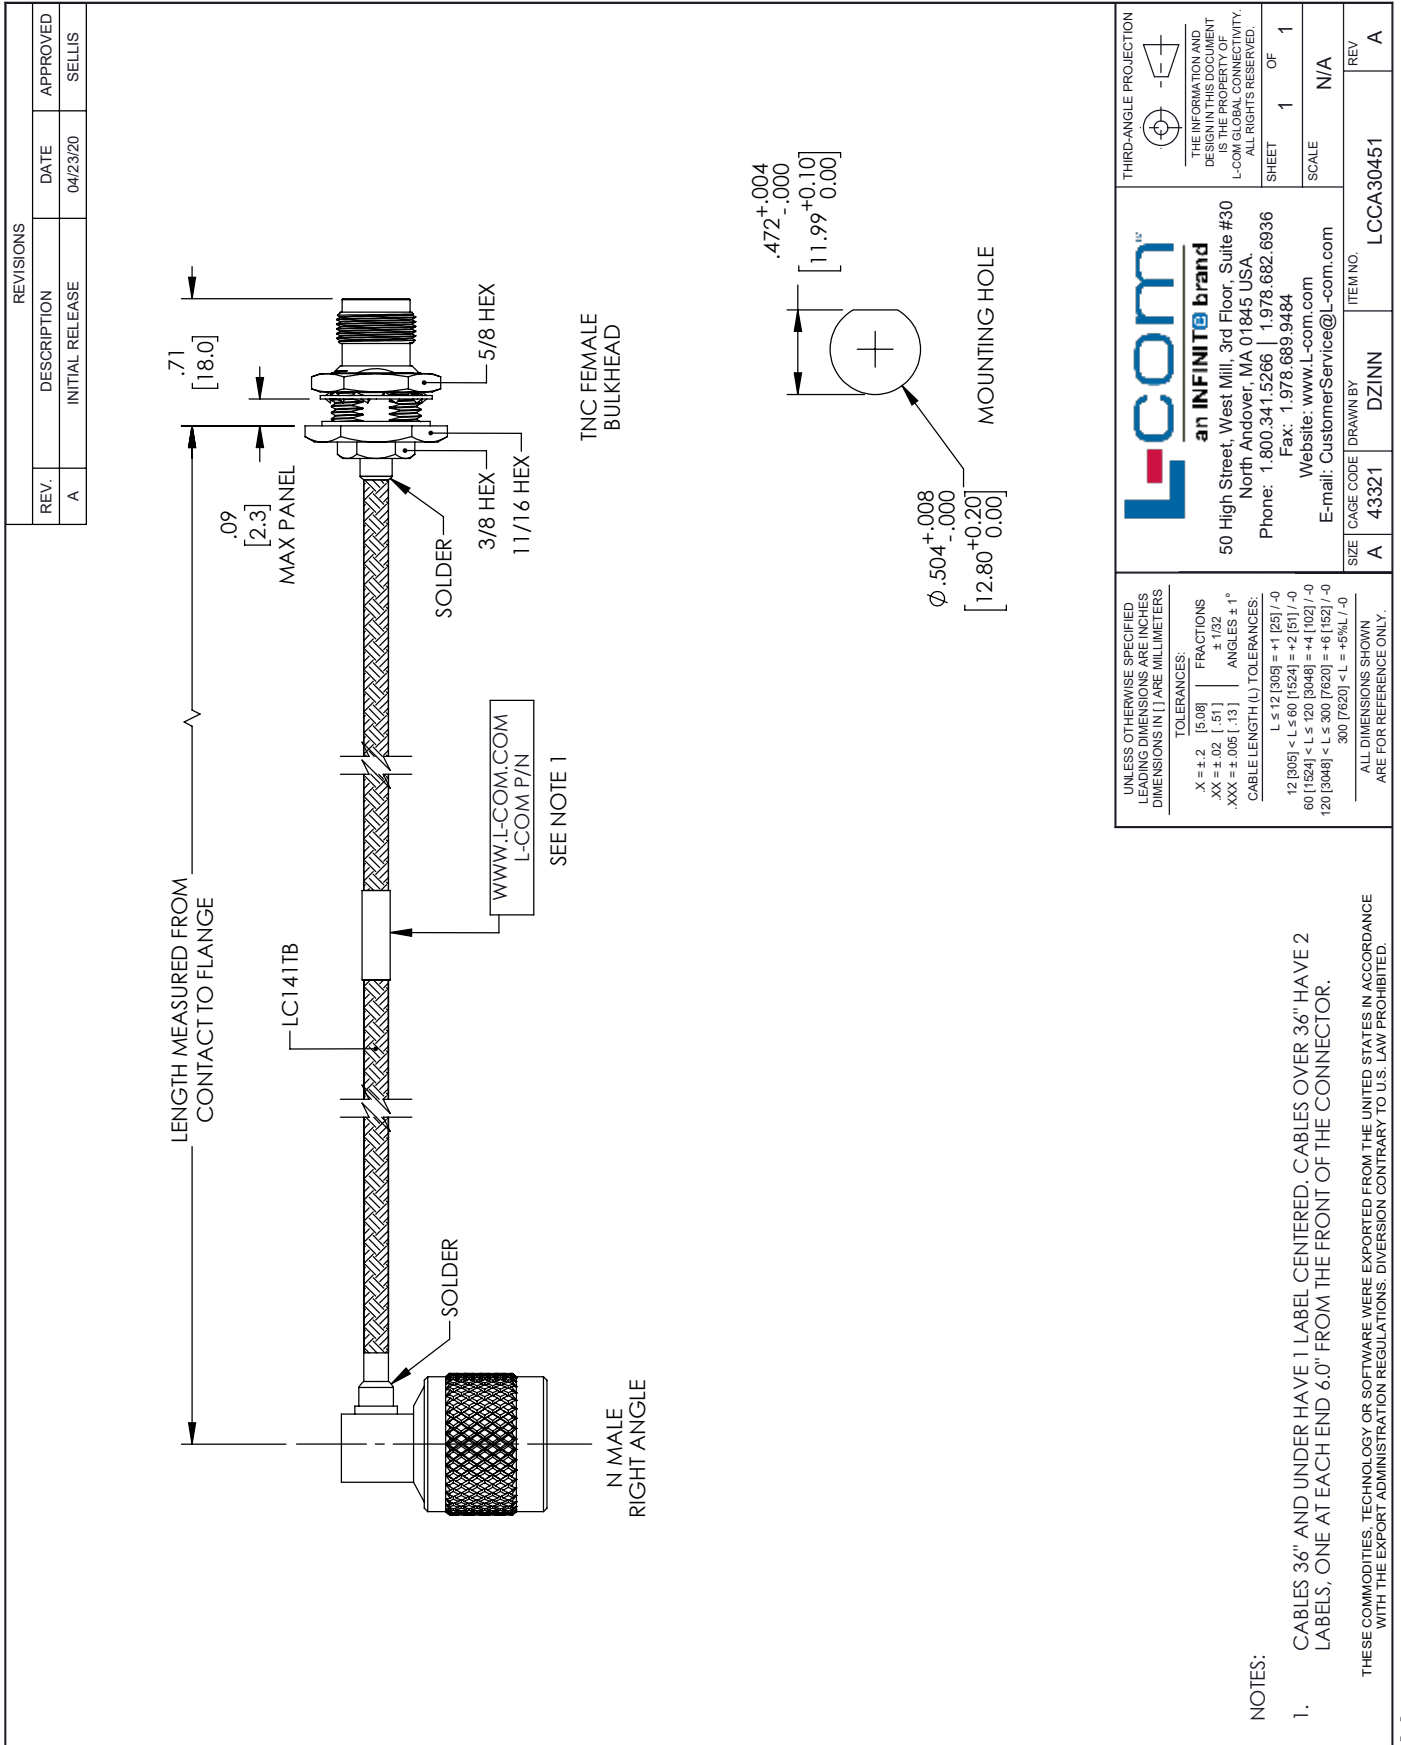 REVISIONS
REV. DESCRIPTION DATE APPROVED
A INITIAL RELEASE 04/23/20 SELLIS
LENGTH MEASURED FROM
CONTACT TO FLANGE
.71
[18.0]
.09
[2.3]
MAX PANEL
LC141TB
SOLDER
SOLDER
3/8 HEX
11/16 HEX
5/8 HEX
WWW.L-COM.COM
L-COM P/N
SEE NOTE 1
N MALE
RIGHT ANGLE
TNC FEMALE
BULKHEAD
.472 +.004 -.000
[11.99 +0.10 0.00]
Ø .504 +.008 -.000
[12.80 +0.20 0.00]
MOUNTING HOLE
NOTES:
1. CABLES 36" AND UNDER HAVE 1 LABEL CENTERED. CABLES OVER 36" HAVE 2
LABELS, ONE AT EACH END 6.0" FROM THE FRONT OF THE CONNECTOR.
THESE COMMODITIES, TECHNOLOGY OR SOFTWARE WERE EXPORTED FROM THE UNITED STATES IN ACCORDANCE
WITH THE EXPORT ADMINISTRATION REGULATIONS. DIVERSION CONTRARY TO U.S. LAW PROHIBITED.
UNLESS OTHERWISE SPECIFIED
LEADING DIMENSIONS ARE INCHES
DIMENSIONS IN [ ] ARE MILLIMETERS
TOLERANCES:
.X = ± .2 [5.08] FRACTIONS
.XX = ± .02 [ .51 ] ± 1/32
.XXX = ± .005 [ .13 ] ANGLES ± 1°
CABLE LENGTH (L) TOLERANCES:
L ≤ 12 [305] = +1 [25] / -0
12 [305] < L ≤ 60 [1524] = +2 [51] / -0
60 [1524] < L ≤ 120 [3048] = +4 [102] / -0
120 [3048] < L ≤ 300 [7620] = +6 [152] / -0
300 [7620] < L = +5%L / -0
ALL DIMENSIONS SHOWN
ARE FOR REFERENCE ONLY.
L-com
an INFINIT@ brand
50 High Street, West Mill, 3rd Floor, Suite #30
North Andover, MA 01845 USA.
Phone: 1.800.341.5266 | 1.978.682.6936
Fax: 1.978.689.9484
Website: www.L-com.com
E-mail: CustomerService@L-com.com
THIRD-ANGLE PROJECTION
THE INFORMATION AND
DESIGN IN THIS DOCUMENT
IS THE PROPERTY OF
L-COM GLOBAL CONNECTIVITY.
ALL RIGHTS RESERVED.
SHEET 1 OF 1
SCALE N/A
SIZE A
CAGE CODE 43321
DRAWN BY DZINN
ITEM NO. LCCA30451
REV A